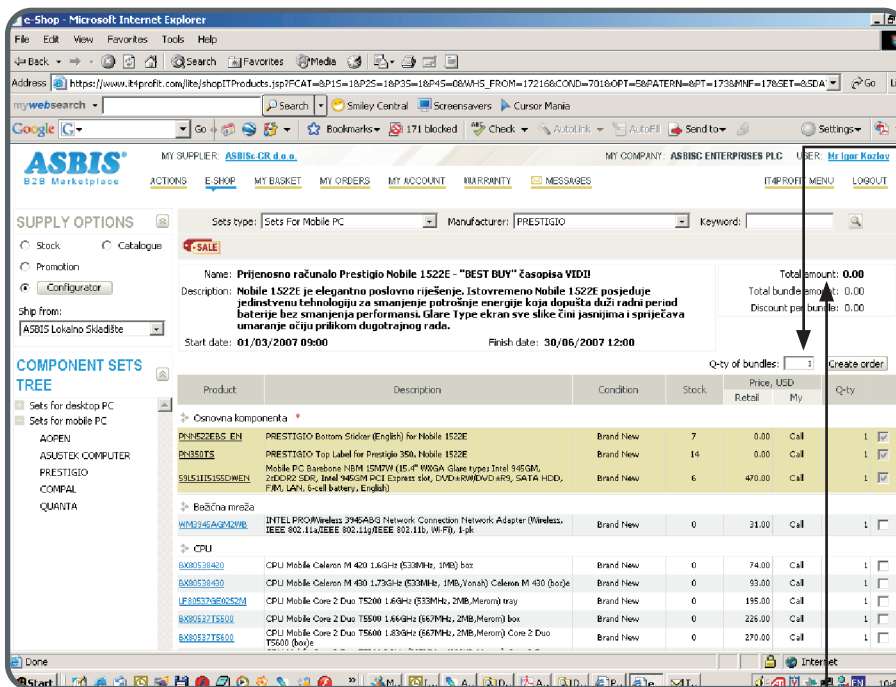 e-Shop - Microsoft Internet Explorer
File Edit View Favorites Tools Help
Back Search Favorites Media
Address https://www.it4profit.com/lite/shopITProducts.jsp?FCAT=&P1S=1&P2S=1&P3S=1&P4S=0&WHS_FROM=17216&COND=701&OPT=5&PATERN=&PT=173&MNF=17&SET=&SDA Go
mywebsearch Search Smiley Central Screensavers Cursor Mania
Google G Go Bookmarks 171 blocked Check AutoLink AutoFill Send to Settings
ASBIS®
B2B Marketplace
MY SUPPLIER: ASBISc-CR d.o.o. MY COMPANY: ASBISC ENTERPRISES PLC USER: Mr Igor Kozlov
ACTIONS E-SHOP MY BASKET MY ORDERS MY ACCOUNT WARRANTY MESSAGES IT4PROFIT MENU LOGOUT
SUPPLY OPTIONS
Stock Catalogue
Promotion
Configurator
Ship from:
ASBIS Lokalno Skladište
Sets type: Sets For Mobile PC Manufacturer: PRESTIGIO Keyword:
SALE
Name: Prijenosno računalo Prestigio Nobile 1522E - "BEST BUY" časopisa VIDI!
Description: Nobile 1522E je elegantno poslovno riješenje. Istovremeno Nobile 1522E posjeduje
jedinstvenu tehnologiju za smanjenje potrošnje energije koja dopušta duži radni period
baterije bez smanjenja performansi. Glare Type ekran sve slike čini jasnijima i spriječava
umaranje očiju prilikom dugotrajnog rada.
Start date: 01/03/2007 09:00 Finish date: 30/06/2007 12:00
Total amount: 0.00
Total bundle amount: 0.00
Discount per bundle: 0.00
Q-ty of bundles: 1 Create order
COMPONENT SETS
TREE
Sets for desktop PC
Sets for mobile PC
AOPEN
ASUSTEK COMPUTER
PRESTIGIO
COMPAL
QUANTA
Product Description Condition Stock Price, USD Q-ty
Retail My
Osnovna komponenta *
PNN522EBS_EN PRESTIGIO Bottom Sticker (English) for Nobile 1522E Brand New 7 0.00 Call 1
PN350TS PRESTIGIO Top Label for Prestigio 350, Nobile 1522E Brand New 14 0.00 Call 1
S9L51II5155DWEN Mobile PC Barebone NBM 15M7W (15.4" WXGA Glare type: Intel 945GM,
2xDDR2 SDR, Intel 945GM PCI Express slot, DVD±RW/DVD±R9, SATA HDD,
F/M, LAN, 6-cell battery, English) Brand New 6 470.00 Call 1
Bežična mreža
WM3945AGM2WB INTEL PRO/Wireless 3945ABG Network Connection Network Adapter (Wireless,
IEEE 802.11a/IEEE 802.11g/IEEE 802.11b, Wi-Fi), 1-pk Brand New 0 31.00 Call 1
CPU
BX80538420 CPU Mobile Celeron M 420 1.6GHz (533MHz, 1MB) box Brand New 0 74.00 Call 1
BX80538430 CPU Mobile Celeron M 430 1.73GHz (533MHz, 1MB,Yonah) Celeron M 430 (box)e Brand New 0 93.00 Call 1
LF80537GE0252M CPU Mobile Core 2 Duo T5200 1.6GHz (533MHz, 2MB,Merom) tray Brand New 0 195.00 Call 1
BX80537T5500 CPU Mobile Core 2 Duo T5500 1.66GHz (667MHz, 2MB,Merom) box Brand New 0 226.00 Call 1
BX80537T5600 CPU Mobile Core 2 Duo T5600 1.83GHz (667MHz, 2MB,Merom) Core 2 Duo
T5600 (box)e Brand New 0 270.00 Call 1
Done Internet
Start EN